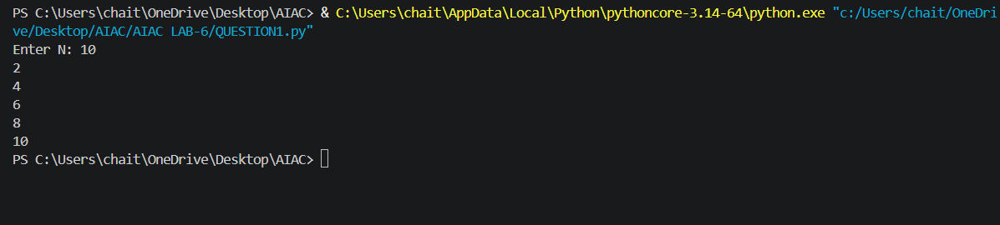 PS C:\Users\chait\OneDrive\Desktop\AIAC> & C:\Users\chait\AppData\Local\Python\pythoncore-3.14-64\python.exe "c:/Users/chait/OneDri
ve/Desktop/AIAC/AIAC LAB-6/QUESTION1.py"
Enter N: 10
2
4
6
8
10
PS C:\Users\chait\OneDrive\Desktop\AIAC>